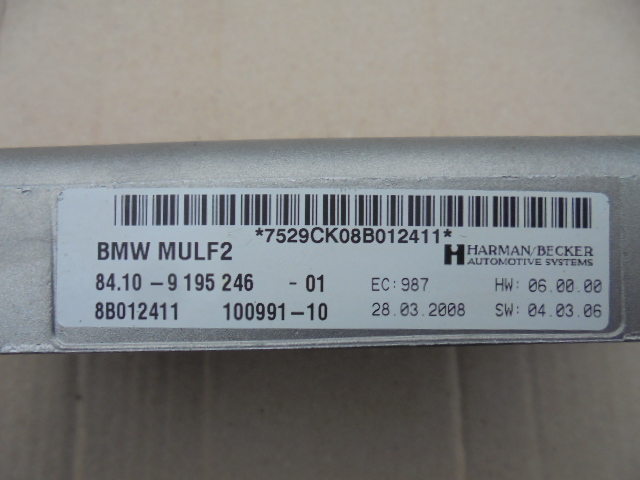 *7529CK08B012411*
BMW MULF2
HARMAN/BECKER
AUTOMOTIVE SYSTEMS
84.10 - 9 195 246 - 01 EC: 987 HW: 06.00.00
8B012411 100991-10 28.03.2008 SW: 04.03.06